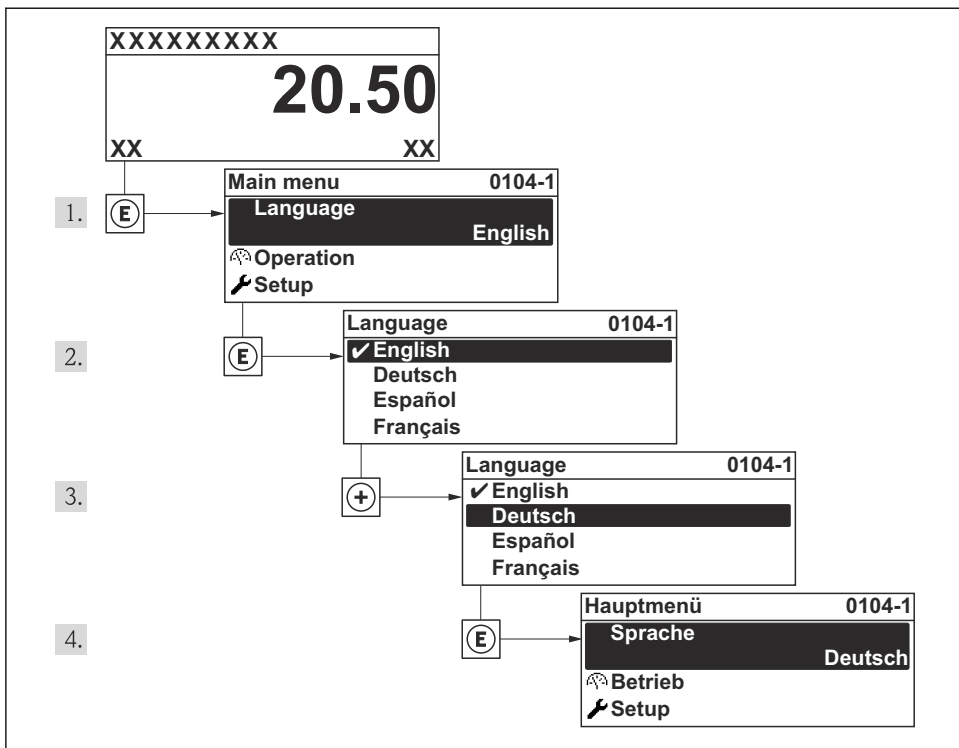 XXXXXXXXX
20.50
XX XX
1. E
Main menu 0104-1
Language
English
Operation
Setup
2. E
Language 0104-1
✔English
Deutsch
Español
Français
3. +
Language 0104-1
✔English
Deutsch
Español
Français
4. E
Hauptmenü 0104-1
Sprache
Deutsch
Betrieb
Setup